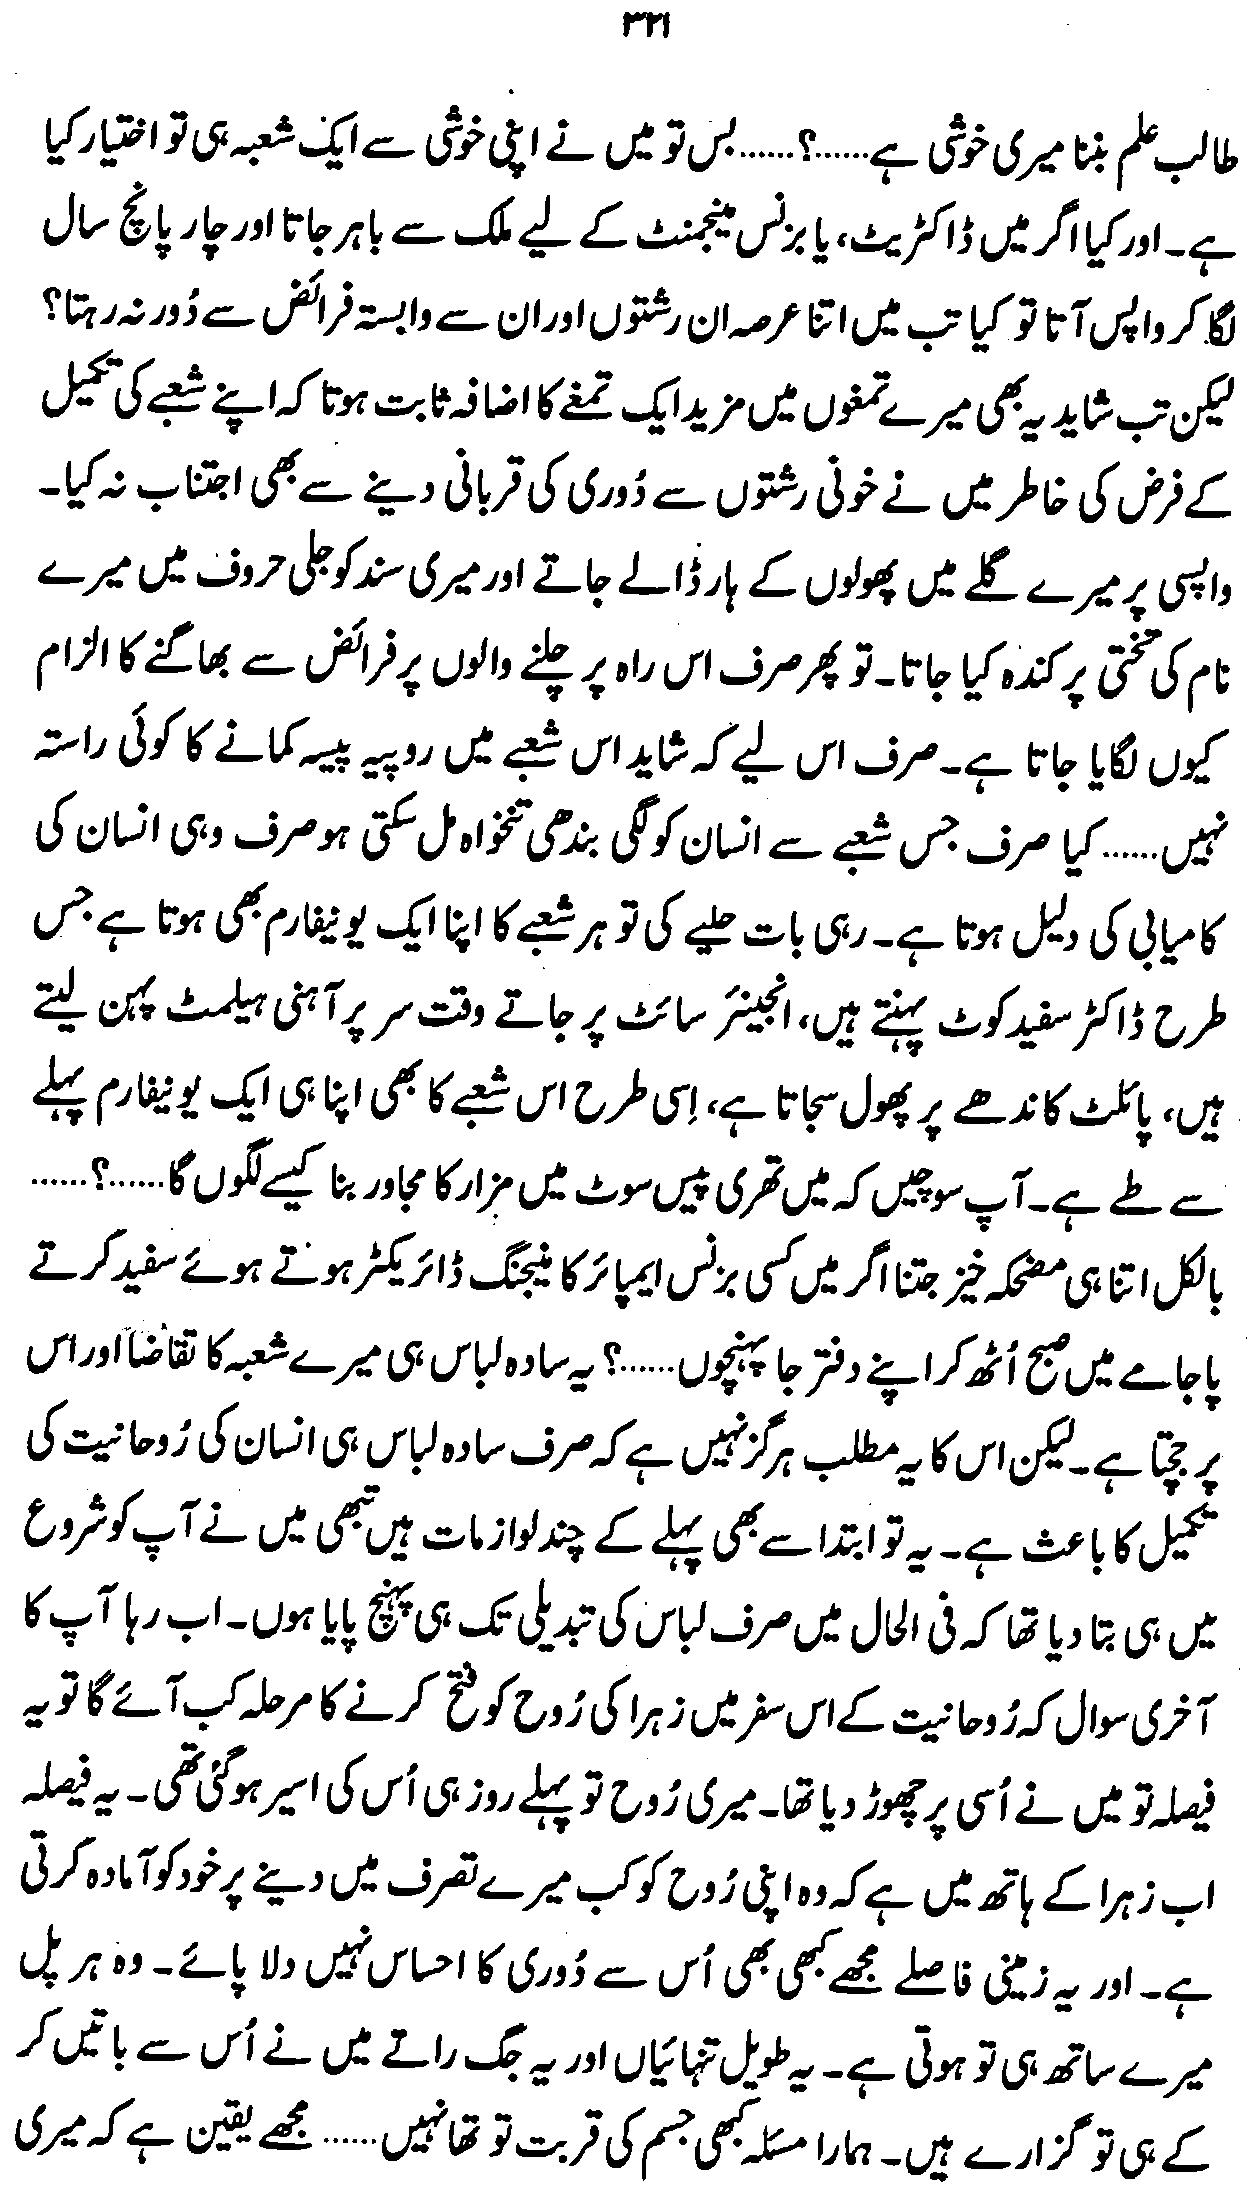 ۳۲۱
طالب علم بننا میری خوشی ہے......؟......بس تو میں نے اپنی خوشی سے ایک شعبہ ہی تو اختیار کیا
ہے۔ اور کیا اگر میں ڈاکٹریٹ، یا بزنس مینجمنٹ کے لیے ملک سے باہر جاتا اور چار پانچ سال
لگا کر واپس آتا تو کیا تب میں اتنا عرصہ ان رشتوں اور ان سے وابستہ فرائض سے دُور نہ رہتا؟
لیکن تب شاید یہ بھی میرے تمغوں میں مزید ایک تمغے کا اضافہ ثابت ہوتا کہ اپنے شعبے کی تکمیل
کے فرض کی خاطر میں نے خونی رشتوں سے دُوری کی قربانی دینے سے بھی اجتناب نہ کیا۔
واپسی پر میرے گلے میں پھولوں کے ہار ڈالے جاتے اور میری سند کو جلی حروف میں میرے
نام کی تختی پر کندہ کیا جاتا۔ تو پھر صرف اس راہ پر چلنے والوں پر فرائض سے بھاگنے کا الزام
کیوں لگایا جاتا ہے۔ صرف اس لیے کہ شاید اس شعبے میں روپیہ پیسہ کمانے کا کوئی راستہ
نہیں...... کیا صرف جس شعبے سے انسان کو لگی بندھی تنخواہ مل سکتی ہو صرف وہی انسان کی
کامیابی کی دلیل ہوتا ہے۔ رہی بات حلیے کی تو ہر شعبے کا اپنا ایک یونیفارم بھی ہوتا ہے جس
طرح ڈاکٹر سفید کوٹ پہنتے ہیں، انجینئر سائٹ پر جاتے وقت سر پر آہنی ہیلمٹ پہن لیتے
ہیں، پائلٹ کاندھے پر پھول سجاتا ہے، اِسی طرح اس شعبے کا بھی اپنا ہی ایک یونیفارم پہلے
سے طے ہے۔ آپ سوچیں کہ میں تھری پیس سوٹ میں مزار کا مجاور بنا کیسے لگوں گا......؟......
بالکل اتنا ہی مضحکہ خیز جتنا اگر میں کسی بزنس ایمپائر کا منیجنگ ڈائریکٹر ہوتے ہوئے سفید کرتے
پاجامے میں صبح اُٹھ کر اپنے دفتر جا پہنچوں......؟ یہ سادہ لباس ہی میرے شعبہ کا تقاضا اور اس
پر جچتا ہے۔ لیکن اس کا یہ مطلب ہرگز نہیں ہے کہ صرف سادہ لباس ہی انسان کی رُوحانیت کی
تکمیل کا باعث ہے۔ یہ تو ابتدا سے بھی پہلے کے چند لوازمات ہیں تبھی میں نے آپ کو شروع
میں ہی بتا دیا تھا کہ فی الحال میں صرف لباس کی تبدیلی تک ہی پہنچ پایا ہوں۔ اب رہا آپ کا
آخری سوال کہ رُوحانیت کے اس سفر میں زہرا کی رُوح کو فتح کرنے کا مرحلہ کب آئے گا تو یہ
فیصلہ تو میں نے اُسی پر چھوڑ دیا تھا۔ میری رُوح تو پہلے روز ہی اُس کی اسیر ہو گئی تھی۔ یہ فیصلہ
اب زہرا کے ہاتھ میں ہے کہ وہ اپنی رُوح کو کب میرے تصرف میں دینے پر خود کو آمادہ کرتی
ہے۔ اور یہ زمینی فاصلے مجھے کبھی بھی اُس سے دُوری کا احساس نہیں دلا پائے۔ وہ ہر پل
میرے ساتھ ہی تو ہوتی ہے۔ یہ طویل تنہائیاں اور یہ جگ راتے میں نے اُس سے باتیں کر
کے ہی تو گزارے ہیں۔ ہمارا مسئلہ کبھی جسم کی قربت تو تھا نہیں...... مجھے یقین ہے کہ میری